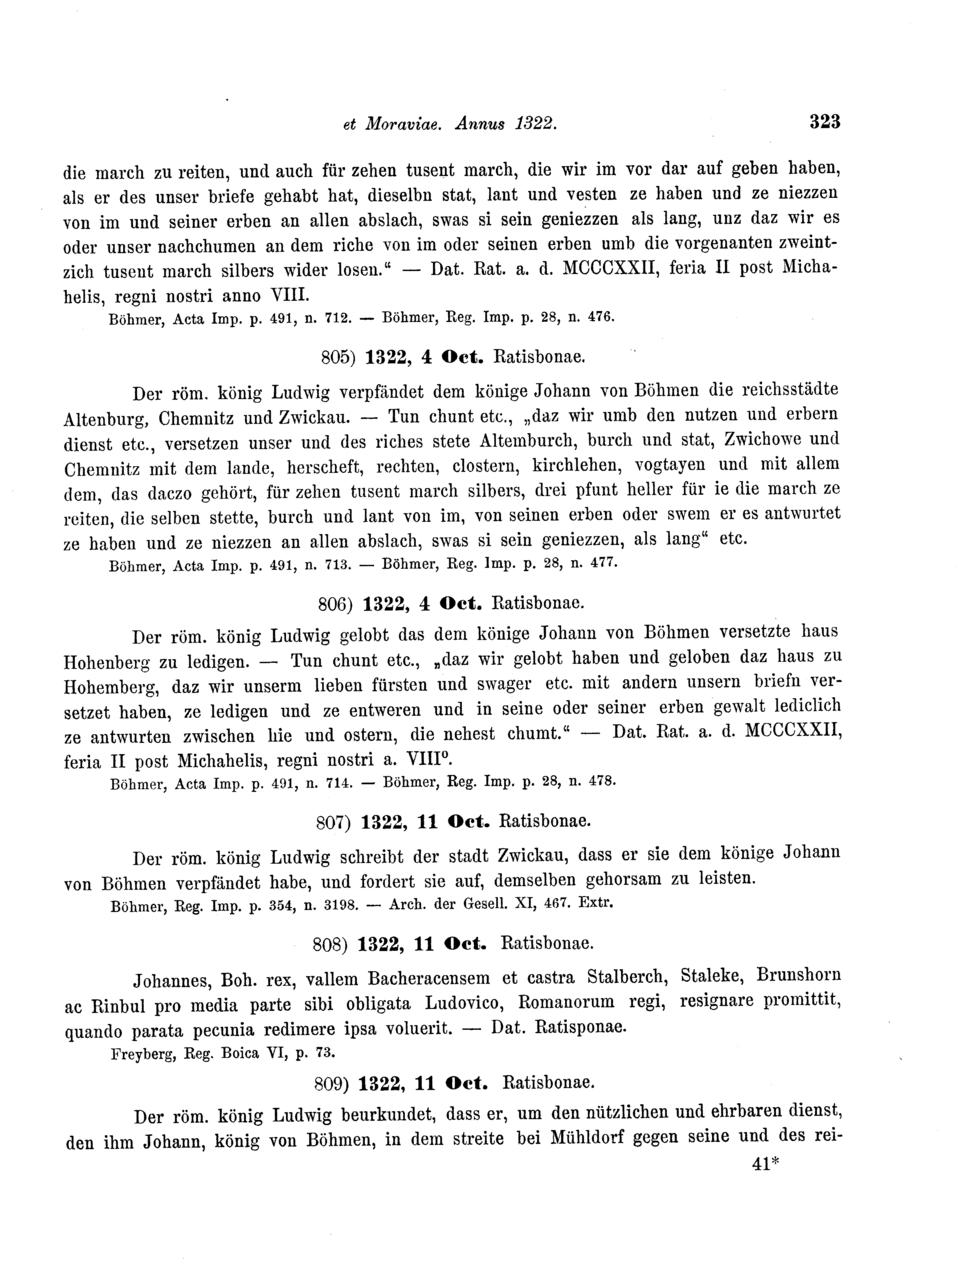 et Moraviae. Annus 1322. 323
die march zu reiten, und auch für zehen tusent march, die wir im vor dar auf geben haben,
als er des unser briefe gehabt hat, dieselbn stat, lant und vesten ze haben und ze niezzen
von im und seiner erben an allen abslach, swas si sein geniezzen als lang, unz daz wir es
oder unser nachchumen an dem riche von im oder seinen erben umb die vorgenanten zweint-
zich tusent march silbers wider losen.“ — Dat. Rat. a. d. MCCCXXII, feria II post Micha-
helis, regni nostri anno VIII.
Böhmer, Acta Imp. p. 491, n. 712. — Böhmer, Reg. Imp. p. 28, n. 476.
805) 1322, 4 Oct. Ratisbonae.
Der röm. könig Ludwig verpfändet dem könige Johann von Böhmen die reichsstädte
Altenburg, Chemnitz und Zwickau. — Tun chunt etc., „daz wir umb den nutzen und erbern
dienst etc., versetzen unser und des riches stete Altemburch, burch und stat, Zwichowe und
Chemnitz mit dem lande, herscheft, rechten, clostern, kirchlehen, vogtayen und mit allem
dem, das daczo gehört, für zehen tusent march silbers, drei pfunt heller für ie die march ze
reiten, die selben stette, burch und lant von im, von seinen erben oder swem er es antwurtet
ze haben und ze niezzen an allen abslach, swas si sein geniezzen, als lang“ etc.
Böhmer, Acta Imp. p. 491, n. 713. — Böhmer, Reg. Imp. p. 28, n. 477.
806) 1322, 4 Oct. Ratisbonae.
Der röm. könig Ludwig gelobt das dem könige Johann von Böhmen versetzte haus
Hohenberg zu ledigen. — Tun chunt etc., „daz wir gelobt haben und geloben daz haus zu
Hohemberg, daz wir unserm lieben fürsten und swager etc. mit andern unsern briefn ver-
setzet haben, ze ledigen und ze entweren und in seine oder seiner erben gewalt lediclich
ze antwurten zwischen hie und ostern, die nehest chumt.“ — Dat. Rat. a. d. MCCCXXII,
feria II post Michahelis, regni nostri a. VIII⁰.
Böhmer, Acta Imp. p. 491, n. 714. — Böhmer, Reg. Imp. p. 28, n. 478.
807) 1322, 11 Oct. Ratisbonae.
Der röm. könig Ludwig schreibt der stadt Zwickau, dass er sie dem könige Johann
von Böhmen verpfändet habe, und fordert sie auf, demselben gehorsam zu leisten.
Böhmer, Reg. Imp. p. 354, n. 3198. — Arch. der Gesell. XI, 467. Extr.
808) 1322, 11 Oct. Ratisbonae.
Johannes, Boh. rex, vallem Bacheracensem et castra Stalberch, Staleke, Brunshorn
ac Rinbul pro media parte sibi obligata Ludovico, Romanorum regi, resignare promittit,
quando parata pecunia redimere ipsa voluerit. — Dat. Ratisponae.
Freyberg, Reg. Boica VI, p. 73.
809) 1322, 11 Oct. Ratisbonae.
Der röm. könig Ludwig beurkundet, dass er, um den nützlichen und ehrbaren dienst,
den ihm Johann, könig von Böhmen, in dem streite bei Mühldorf gegen seine und des rei-
41*